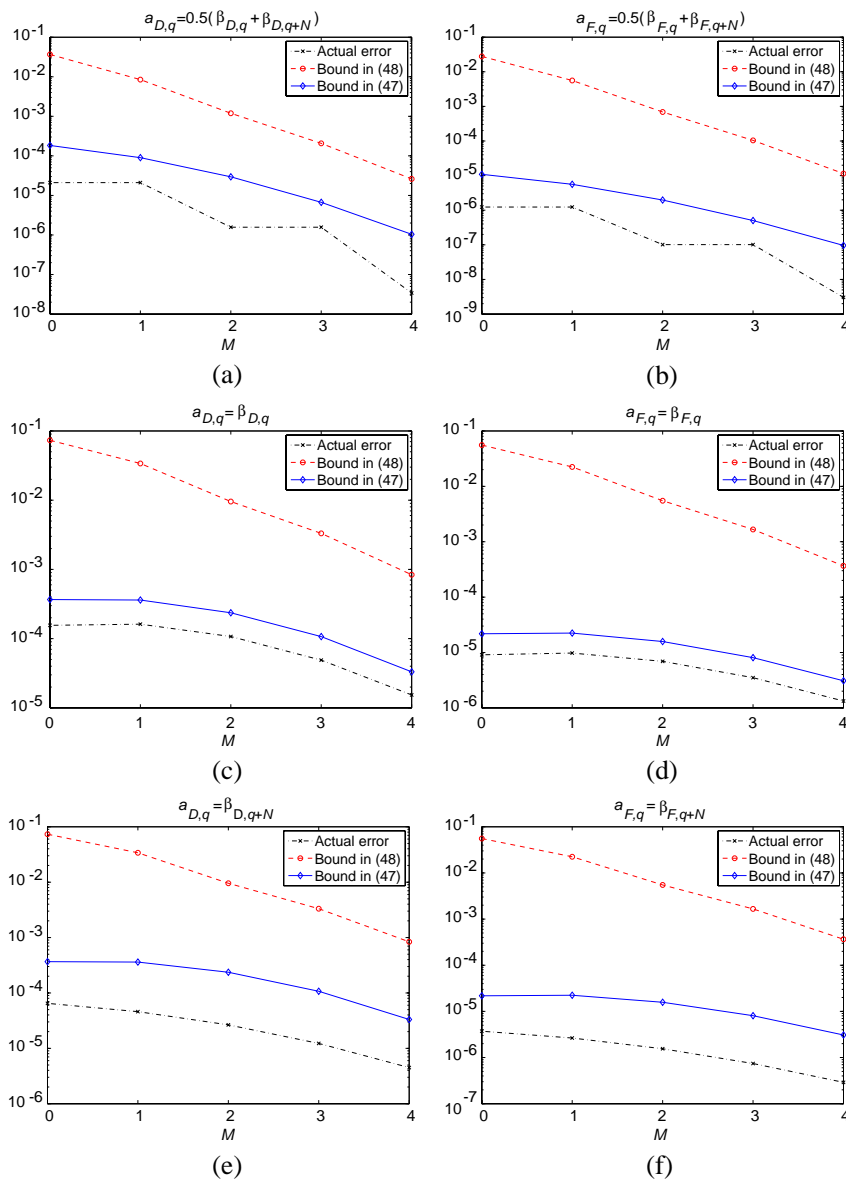 a_{D,q}=0.5(β_{D,q}+β_{D,q+N})
10^{-1}
10^{-2}
10^{-3}
10^{-4}
10^{-5}
10^{-6}
10^{-7}
10^{-8}
Actual error
Bound in (48)
Bound in (47)
0 1 2 3 4
M
(a)
a_{F,q}=0.5(β_{F,q}+β_{F,q+N})
10^{-1}
10^{-2}
10^{-3}
10^{-4}
10^{-5}
10^{-6}
10^{-7}
10^{-8}
10^{-9}
Actual error
Bound in (48)
Bound in (47)
0 1 2 3 4
M
(b)
a_{D,q}=β_{D,q}
10^{-1}
10^{-2}
10^{-3}
10^{-4}
10^{-5}
Actual error
Bound in (48)
Bound in (47)
0 1 2 3 4
M
(c)
a_{F,q}=β_{F,q}
10^{-1}
10^{-2}
10^{-3}
10^{-4}
10^{-5}
10^{-6}
Actual error
Bound in (48)
Bound in (47)
0 1 2 3 4
M
(d)
a_{D,q}=β_{D,q+N}
10^{-1}
10^{-2}
10^{-3}
10^{-4}
10^{-5}
10^{-6}
Actual error
Bound in (48)
Bound in (47)
0 1 2 3 4
M
(e)
a_{F,q}=β_{F,q+N}
10^{-1}
10^{-2}
10^{-3}
10^{-4}
10^{-5}
10^{-6}
10^{-7}
Actual error
Bound in (48)
Bound in (47)
0 1 2 3 4
M
(f)